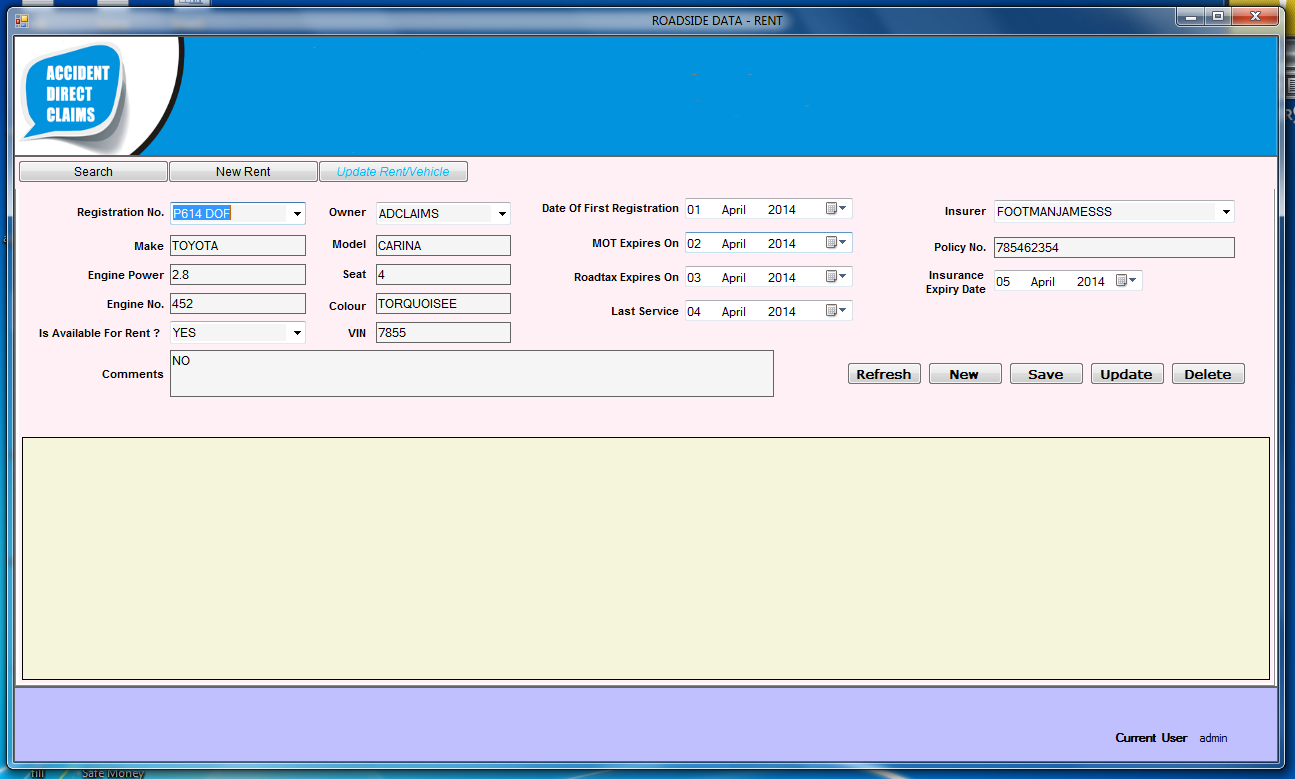 ROADSIDE DATA - RENT
ACCIDENT
DIRECT
CLAIMS
Search New Rent Update Rent/Vehicle
Registration No. P614 DOF Owner ADCLAIMS Date Of First Registration 01 April 2014 Insurer FOOTMANJAMESSS
Make TOYOTA Model CARINA MOT Expires On 02 April 2014 Policy No. 785462354
Engine Power 2.8 Seat 4 Roadtax Expires On 03 April 2014 Insurance
Expiry Date 05 April 2014
Engine No. 452 Colour TORQUOISEE Last Service 04 April 2014
Is Available For Rent ? YES VIN 7855
Comments NO
Refresh New Save Update Delete
Current User admin
fill Safe Money